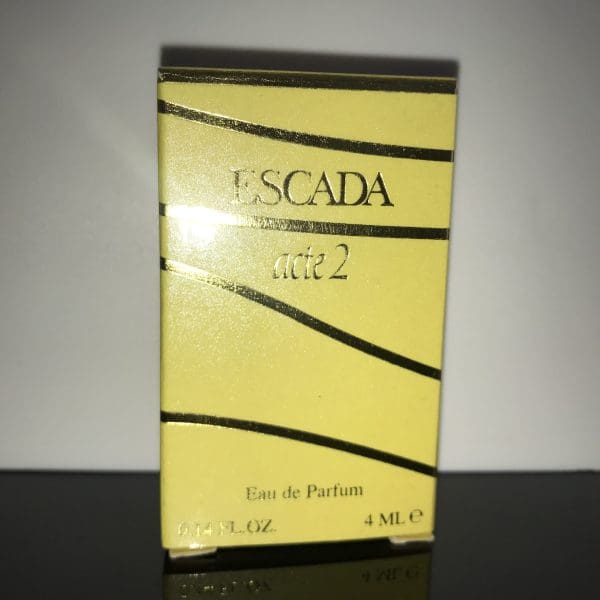 ESCADA
acte 2
Eau de Parfum
0.14 FL.OZ. 4 ML ℮